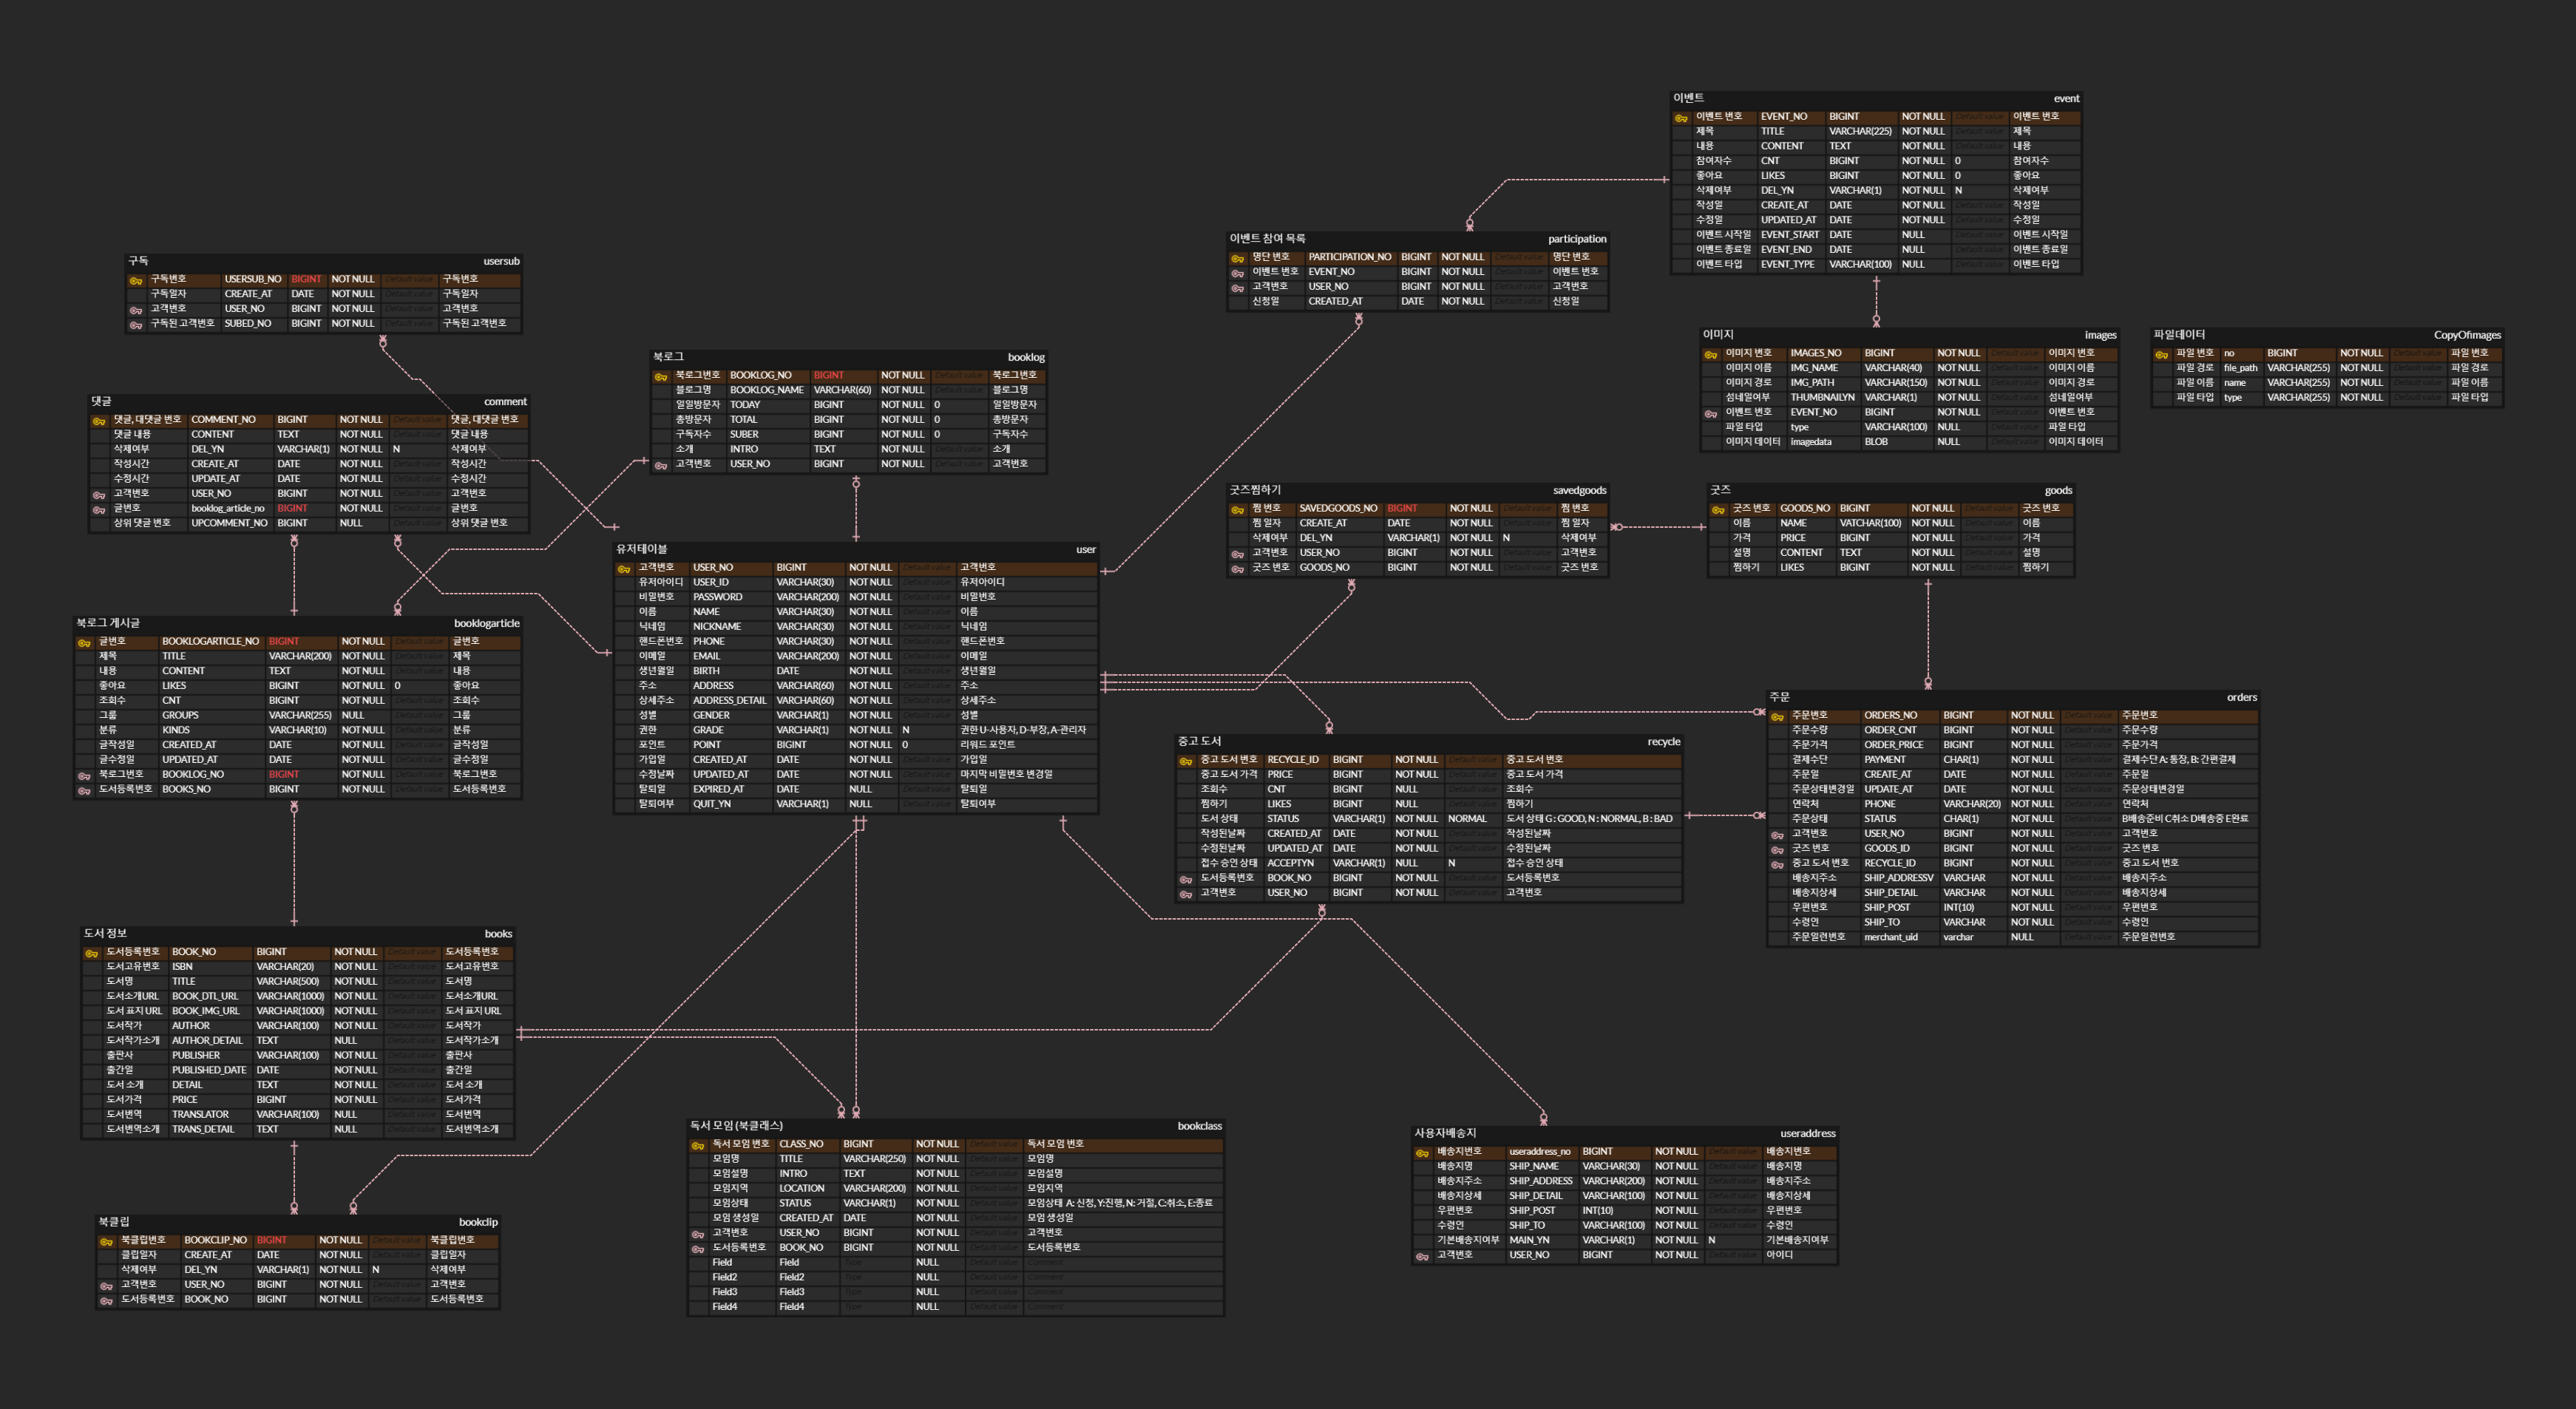 이벤트 event
이벤트 번호 EVENT_NO BIGINT NOT NULL Default value 이벤트 번호
제목 TITLE VARCHAR(225) NOT NULL Default value 제목
내용 CONTENT TEXT NOT NULL Default value 내용
참여자수 CNT BIGINT NOT NULL 0 참여자수
좋아요 LIKES BIGINT NOT NULL 0 좋아요
삭제여부 DEL_YN VARCHAR(1) NOT NULL N 삭제여부
작성일 CREATE_AT DATE NOT NULL Default value 작성일
수정일 UPDATED_AT DATE NOT NULL Default value 수정일
이벤트 시작일 EVENT_START DATE NULL Default value 이벤트 시작일
이벤트 종료일 EVENT_END DATE NULL Default value 이벤트 종료일
이벤트 타입 EVENT_TYPE VARCHAR(100) NULL Default value 이벤트 타입
이벤트 참여 목록 participation
명단 번호 PARTICIPATION_NO BIGINT NOT NULL Default value 명단 번호
이벤트 번호 EVENT_NO BIGINT NOT NULL Default value 이벤트 번호
고객번호 USER_NO BIGINT NOT NULL Default value 고객번호
신청일 CREATED_AT DATE NOT NULL Default value 신청일
구독 usersub
구독번호 USERSUB_NO BIGINT NOT NULL Default value 구독번호
구독일자 CREATE_AT DATE NOT NULL Default value 구독일자
고객번호 USER_NO BIGINT NOT NULL Default value 고객번호
구독된 고객번호 SUBED_NO BIGINT NOT NULL Default value 구독된 고객번호
이미지 images
이미지 번호 IMAGES_NO BIGINT NOT NULL Default value 이미지 번호
이미지 이름 IMG_NAME VARCHAR(40) NOT NULL Default value 이미지 이름
이미지 경로 IMG_PATH VARCHAR(150) NOT NULL Default value 이미지 경로
섬네일여부 THUMBNAILYN VARCHAR(1) NOT NULL Default value 섬네일여부
이벤트 번호 EVENT_NO BIGINT NOT NULL Default value 이벤트 번호
파일 타입 type VARCHAR(100) NULL Default value 파일 타입
이미지 데이터 imagedata BLOB NULL Default value 이미지 데이터
파일데이터 CopyOfimages
파일 번호 no BIGINT NOT NULL Default value 파일 번호
파일 경로 file_path VARCHAR(255) NOT NULL Default value 파일 경로
파일 이름 name VARCHAR(255) NOT NULL Default value 파일 이름
파일 타입 type VARCHAR(255) NOT NULL Default value 파일 타입
북로그 booklog
북로그번호 BOOKLOG_NO BIGINT NOT NULL Default value 북로그번호
블로그명 BOOKLOG_NAME VARCHAR(60) NOT NULL Default value 블로그명
일일방문자 TODAY BIGINT NOT NULL 0 일일방문자
총방문자 TOTAL BIGINT NOT NULL 0 총방문자
구독자수 SUBER BIGINT NOT NULL 0 구독자수
소개 INTRO TEXT NOT NULL Default value 소개
고객번호 USER_NO BIGINT NOT NULL Default value 고객번호
댓글 comment
댓글, 대댓글 번호 COMMENT_NO BIGINT NOT NULL Default value 댓글, 대댓글 번호
댓글 내용 CONTENT TEXT NOT NULL Default value 댓글 내용
삭제여부 DEL_YN VARCHAR(1) NOT NULL N 삭제여부
작성시간 CREATE_AT DATE NOT NULL Default value 작성시간
수정시간 UPDATE_AT DATE NOT NULL Default value 수정시간
고객번호 USER_NO BIGINT NOT NULL Default value 고객번호
글번호 booklog_article_no BIGINT NOT NULL Default value 글번호
상위 댓글 번호 UPCOMMENT_NO BIGINT NULL Default value 상위 댓글 번호
굿즈찜하기 savedgoods
찜 번호 SAVEDGOODS_NO BIGINT NOT NULL Default value 찜 번호
찜 일자 CREATE_AT DATE NOT NULL Default value 찜 일자
삭제여부 DEL_YN VARCHAR(1) NOT NULL N 삭제여부
고객번호 USER_NO BIGINT NOT NULL Default value 고객번호
굿즈 번호 GOODS_NO BIGINT NOT NULL Default value 굿즈 번호
굿즈 goods
굿즈 번호 GOODS_NO BIGINT NOT NULL Default value 굿즈 번호
이름 NAME VATCHAR(100) NOT NULL Default value 이름
가격 PRICE BIGINT NOT NULL Default value 가격
설명 CONTENT TEXT NOT NULL Default value 설명
찜하기 LIKES BIGINT NOT NULL Default value 찜하기
유저테이블 user
고객번호 USER_NO BIGINT NOT NULL Default value 고객번호
유저아이디 USER_ID VARCHAR(30) NOT NULL Default value 유저아이디
비밀번호 PASSWORD VARCHAR(200) NOT NULL Default value 비밀번호
이름 NAME VARCHAR(30) NOT NULL Default value 이름
닉네임 NICKNAME VARCHAR(30) NOT NULL Default value 닉네임
핸드폰번호 PHONE VARCHAR(30) NOT NULL Default value 핸드폰번호
이메일 EMAIL VARCHAR(200) NOT NULL Default value 이메일
생년월일 BIRTH DATE NOT NULL Default value 생년월일
주소 ADDRESS VARCHAR(60) NOT NULL Default value 주소
상세주소 ADDRESS_DETAIL VARCHAR(60) NOT NULL Default value 상세주소
성별 GENDER VARCHAR(1) NOT NULL Default value 성별
권한 GRADE VARCHAR(1) NOT NULL N 권한 U-사용자, D-부장, A-관리자
포인트 POINT BIGINT NOT NULL 0 리워드 포인트
가입일 CREATED_AT DATE NOT NULL Default value 가입일
수정날짜 UPDATED_AT DATE NOT NULL Default value 마지막 비밀번호 변경일
탈퇴일 EXPIRED_AT DATE NULL Default value 탈퇴일
탈퇴여부 QUIT_YN VARCHAR(1) NULL Default value 탈퇴여부
북로그 게시글 booklogarticle
글번호 BOOKLOGARTICLE_NO BIGINT NOT NULL Default value 글번호
제목 TITLE VARCHAR(200) NOT NULL Default value 제목
내용 CONTENT TEXT NOT NULL Default value 내용
좋아요 LIKES BIGINT NOT NULL 0 좋아요
조회수 CNT BIGINT NOT NULL Default value 조회수
그룹 GROUPS VARCHAR(255) NULL Default value 그룹
분류 KINDS VARCHAR(10) NOT NULL Default value 분류
글작성일 CREATED_AT DATE NOT NULL Default value 글작성일
글수정일 UPDATED_AT DATE NOT NULL Default value 글수정일
북로그번호 BOOKLOG_NO BIGINT NOT NULL Default value 북로그번호
도서등록번호 BOOKS_NO BIGINT NOT NULL Default value 도서등록번호
중고 도서 recycle
중고 도서 번호 RECYCLE_ID BIGINT NOT NULL Default value 중고 도서 번호
중고 도서 가격 PRICE BIGINT NOT NULL Default value 중고 도서 가격
조회수 CNT BIGINT NULL Default value 조회수
찜하기 LIKES BIGINT NULL Default value 찜하기
도서 상태 STATUS VARCHAR(1) NOT NULL NORMAL 도서 상태 G : GOOD, N : NORMAL, B : BAD
작성된날짜 CREATED_AT DATE NOT NULL Default value 작성된날짜
수정된날짜 UPDATED_AT DATE NOT NULL Default value 수정된날짜
접수 승인 상태 ACCEPTYN VARCHAR(1) NULL N 접수 승인 상태
도서등록번호 BOOK_NO BIGINT NOT NULL Default value 도서등록번호
고객번호 USER_NO BIGINT NOT NULL Default value 고객번호
주문 orders
주문번호 ORDERS_NO BIGINT NOT NULL Default value 주문번호
주문수량 ORDER_CNT BIGINT NOT NULL Default value 주문수량
주문가격 ORDER_PRICE BIGINT NOT NULL Default value 주문가격
결제수단 PAYMENT CHAR(1) NOT NULL Default value 결제수단 A: 통장, B: 간편결제
주문일 CREATE_AT DATE NOT NULL Default value 주문일
주문상태변경일 UPDATE_AT DATE NOT NULL Default value 주문상태변경일
연락처 PHONE VARCHAR(20) NOT NULL Default value 연락처
주문상태 STATUS CHAR(1) NOT NULL Default value B배송준비 C취소 D배송중 E완료
고객번호 USER_NO BIGINT NOT NULL Default value 고객번호
굿즈 번호 GOODS_ID BIGINT NOT NULL Default value 굿즈 번호
중고 도서 번호 RECYCLE_ID BIGINT NOT NULL Default value 중고 도서 번호
배송지주소 SHIP_ADDRESSV VARCHAR NOT NULL Default value 배송지주소
배송지상세 SHIP_DETAIL VARCHAR NOT NULL Default value 배송지상세
우편번호 SHIP_POST INT(10) NOT NULL Default value 우편번호
수령인 SHIP_TO VARCHAR NOT NULL Default value 수령인
주문일련번호 merchant_uid varchar NULL Default value 주문일련번호
도서 정보 books
도서등록번호 BOOK_NO BIGINT NOT NULL Default value 도서등록번호
도서고유번호 ISBN VARCHAR(20) NOT NULL Default value 도서고유번호
도서명 TITLE VARCHAR(500) NOT NULL Default value 도서명
도서소개URL BOOK_DTL_URL VARCHAR(1000) NOT NULL Default value 도서소개URL
도서 표지 URL BOOK_IMG_URL VARCHAR(1000) NOT NULL Default value 도서 표지 URL
도서작가 AUTHOR VARCHAR(100) NOT NULL Default value 도서작가
도서작가소개 AUTHOR_DETAIL TEXT NULL Default value 도서작가소개
출판사 PUBLISHER VARCHAR(100) NOT NULL Default value 출판사
출간일 PUBLISHED_DATE DATE NOT NULL Default value 출간일
도서 소개 DETAIL TEXT NOT NULL Default value 도서 소개
도서가격 PRICE BIGINT NOT NULL Default value 도서가격
도서번역 TRANSLATOR VARCHAR(100) NULL Default value 도서번역
도서번역소개 TRANS_DETAIL TEXT NULL Default value 도서번역소개
독서 모임 (북클래스) bookclass
독서 모임 번호 CLASS_NO BIGINT NOT NULL Default value 독서 모임 번호
모임명 TITLE VARCHAR(250) NOT NULL Default value 모임명
모임설명 INTRO TEXT NOT NULL Default value 모임설명
모임지역 LOCATION VARCHAR(200) NOT NULL Default value 모임지역
모임상태 STATUS VARCHAR(1) NOT NULL Default value 모임상태 A: 신청, Y:진행, N: 거절, C:취소, E:종료
모임 생성일 CREATED_AT DATE NOT NULL Default value 모임 생성일
고객번호 USER_NO BIGINT NOT NULL Default value 고객번호
도서등록번호 BOOK_NO BIGINT NOT NULL Default value 도서등록번호
Field Field Type NULL Default value Comment
Field2 Field2 Type NULL Default value Comment
Field3 Field3 Type NULL Default value Comment
Field4 Field4 Type NULL Default value Comment
사용자배송지 useraddress
배송지번호 useraddress_no BIGINT NOT NULL Default value 배송지번호
배송지명 SHIP_NAME VARCHAR(30) NOT NULL Default value 배송지명
배송지주소 SHIP_ADDRESS VARCHAR(200) NOT NULL Default value 배송지주소
배송지상세 SHIP_DETAIL VARCHAR(100) NOT NULL Default value 배송지상세
우편번호 SHIP_POST INT(10) NOT NULL Default value 우편번호
수령인 SHIP_TO VARCHAR(100) NOT NULL Default value 수령인
기본배송지여부 MAIN_YN VARCHAR(1) NOT NULL N 기본배송지여부
고객번호 USER_NO BIGINT NOT NULL Default value 아이디
북클립 bookclip
북클립번호 BOOKCLIP_NO BIGINT NOT NULL Default value 북클립번호
클립일자 CREATE_AT DATE NOT NULL Default value 클립일자
삭제여부 DEL_YN VARCHAR(1) NOT NULL N 삭제여부
고객번호 USER_NO BIGINT NOT NULL Default value 고객번호
도서등록번호 BOOK_NO BIGINT NOT NULL Default value 도서등록번호